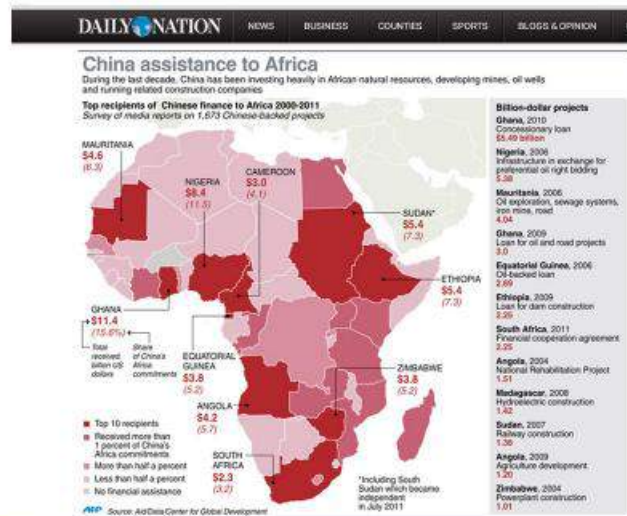 DAILY NATION
NEWS
BUSINESS
COUNTIES
SPORTS
BLOGS & OPINION
China assistance to Africa
During the last decade, China has been investing heavily in African natural resources, developing mines, oil wells
and running related construction companies
Top recipients of Chinese finance to Africa 2000-2011
Survey of media reports on 1,673 Chinese-backed projects
MAURITANIA
$4.6
(6.3)
NIGERIA
$8.4
(11.5)
CAMEROON
$3.0
(4.1)
SUDAN*
$5.4
(7.3)
ETHIOPIA
$5.4
(7.3)
GHANA
$11.4
(15.6%)
Total
received
billion US
dollars
Share
of China's
Africa
commitments
EQUATORIAL
GUINEA
$3.8
(5.2)
ZIMBABWE
$3.8
(5.2)
ANGOLA
$4.2
(5.7)
SOUTH
AFRICA
$2.3
(3.2)
Top 10 recipients
Received more than
1 percent of China's
Africa commitments
More than half a percent
Less than half a percent
No financial assistance
*Including South
Sudan which became
independent
in July 2011
AFP
Source: AidData/Center for Global Development
Billion-dollar projects
Ghana, 2010
Concessionary loan
$5.49 billion
Nigeria, 2006
Infrastructure in exchange for
preferential oil right bidding
5.38
Mauritania, 2006
Oil exploration, sewage systems,
iron mine, road
4.04
Ghana, 2009
Loan for oil and road projects
3.0
Equatorial Guinea, 2006
Oil-backed loan
2.69
Ethiopia, 2009
Loan for dam construction
2.25
South Africa, 2011
Financial cooperation agreement
2.25
Angola, 2004
National Rehabilitation Project
1.51
Madagascar, 2008
Hydroelectric construction
1.42
Sudan, 2007
Railway construction
1.38
Angola, 2009
Agriculture development
1.20
Zimbabwe, 2004
Powerplant construction
1.01